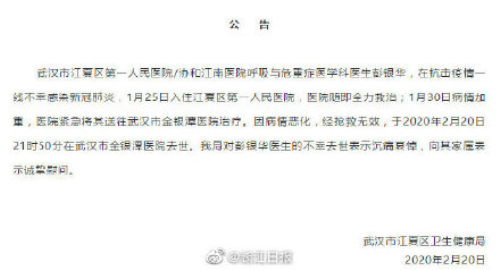 公 告
武汉市江夏区第一人民医院/协和江南医院呼吸与危重症医学科医生彭银华，在抗击疫情一
线不幸感染新冠肺炎，1月25日入住江夏区第一人民医院，医院随即全力救治；1月30日病情加
重，医院紧急将其送往武汉市金银潭医院治疗。因病情恶化，经抢救无效，于2020年2月20日
21时50分在武汉市金银潭医院去世。我局对彭银华医生的不幸去世表示沉痛哀悼，向其家属表
示诚挚慰问。
武汉市江夏区卫生健康局
@浙江日报
2020年2月20日